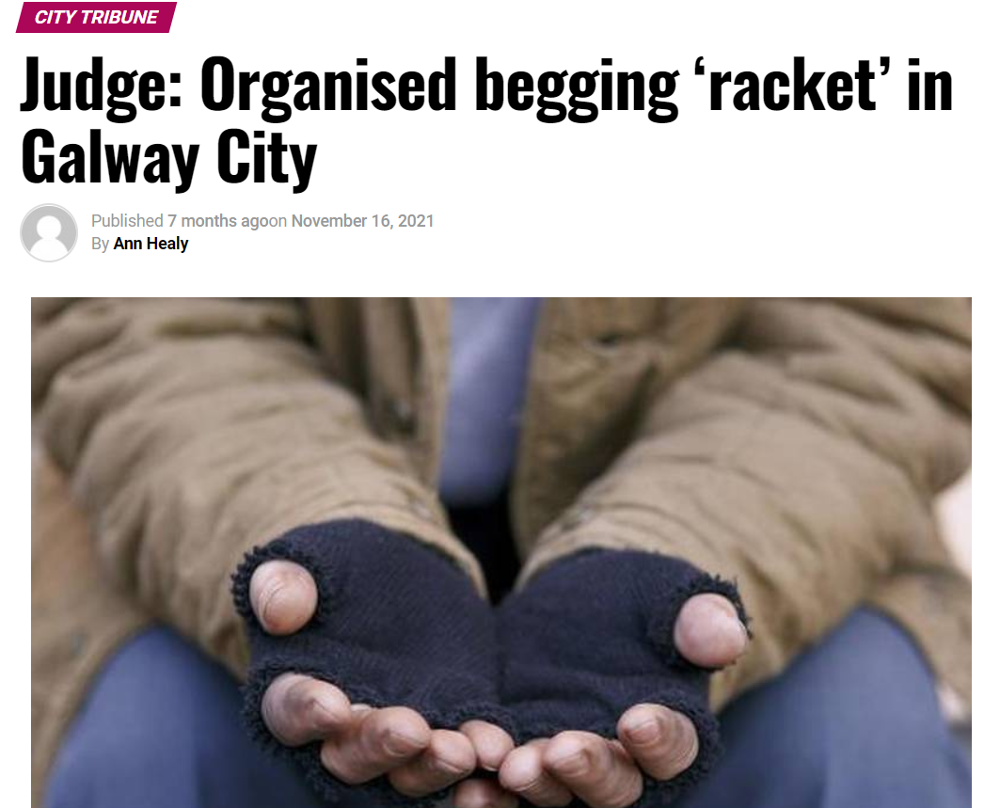 CITY TRIBUNE
Judge: Organised begging ‘racket’ in
Galway City
Published 7 months agoon November 16, 2021
By Ann Healy